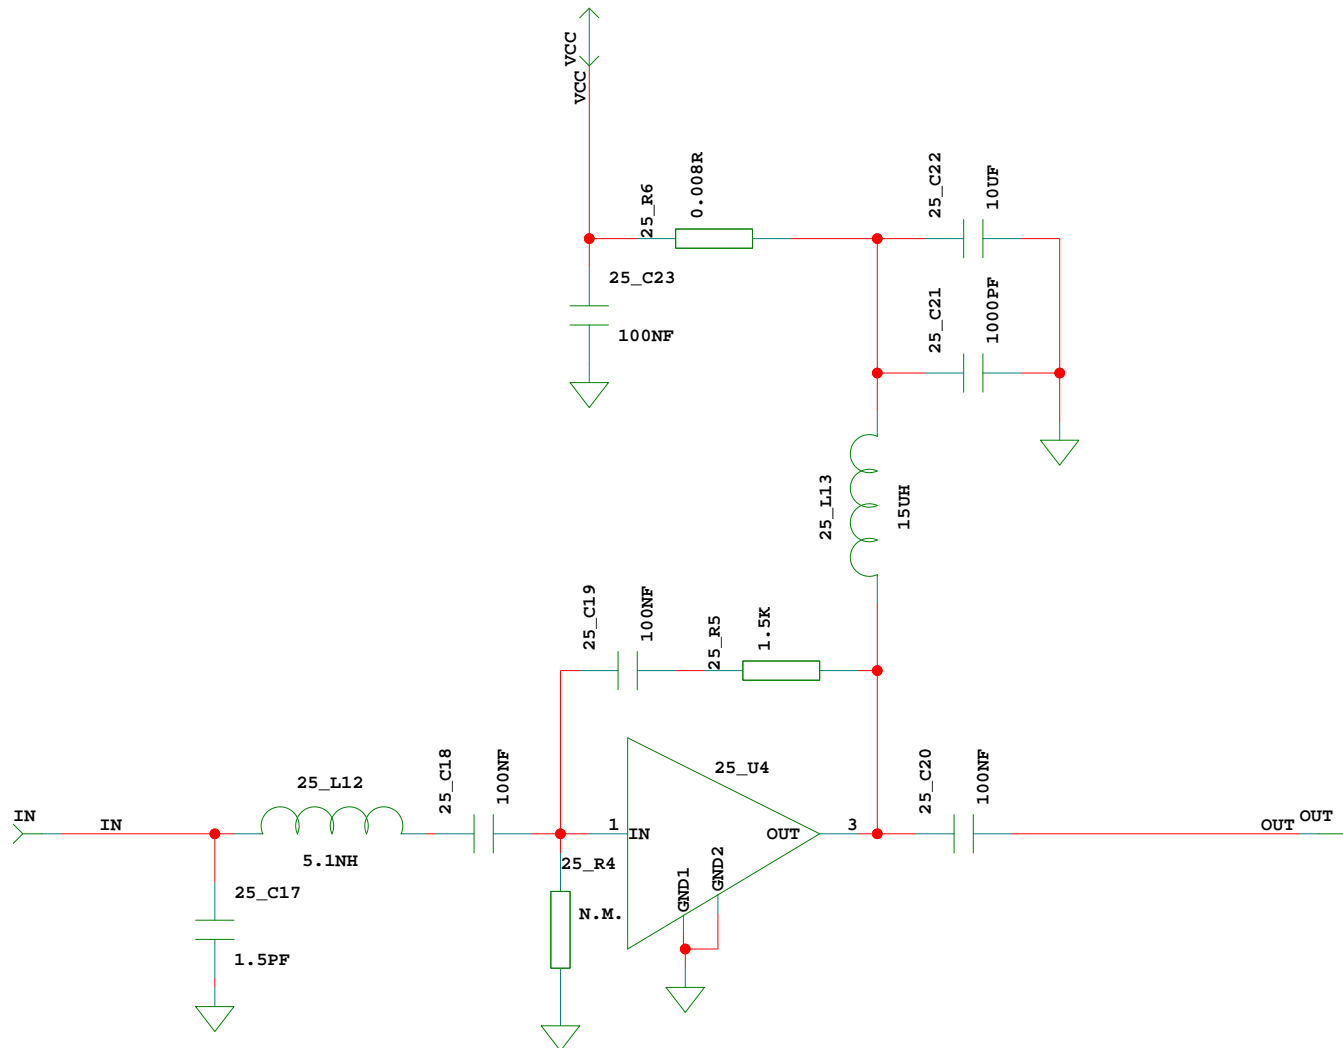 VCC
VCC
25_R6
0.008R
25_C22
10UF
25_C23
100NF
25_C21
1000PF
25_L13
15UH
25_C19
100NF
25_R5
1.5K
25_L12
5.1NH
25_C18
100NF
25_U4
25_C20
100NF
IN
IN
1
IN
OUT
3
OUT
OUT
25_R4
N.M.
GND1
GND2
25_C17
1.5PF